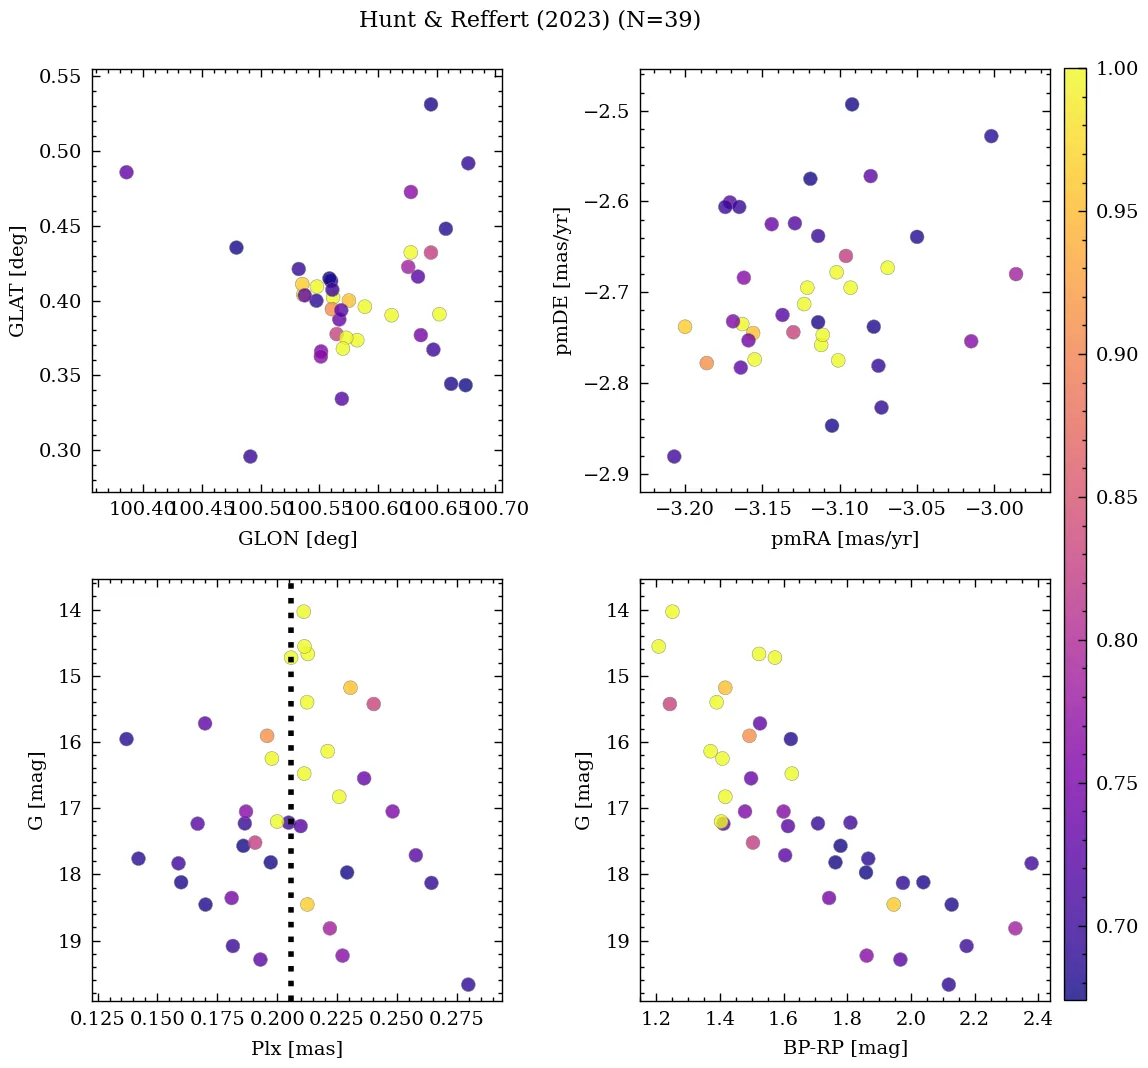 Hunt & Reffert (2023) (N=39)
0.55
0.50
0.45
0.40
0.35
0.30
GLAT [deg]
100.40 100.45 100.50 100.55 100.60 100.65 100.70
GLON [deg]
−2.5
−2.6
−2.7
−2.8
−2.9
pmDE [mas/yr]
−3.20 −3.15 −3.10 −3.05 −3.00
pmRA [mas/yr]
14
15
16
17
18
19
G [mag]
0.125 0.150 0.175 0.200 0.225 0.250 0.275
Plx [mas]
14
15
16
17
18
19
G [mag]
1.2 1.4 1.6 1.8 2.0 2.2 2.4
BP-RP [mag]
1.00
0.95
0.90
0.85
0.80
0.75
0.70